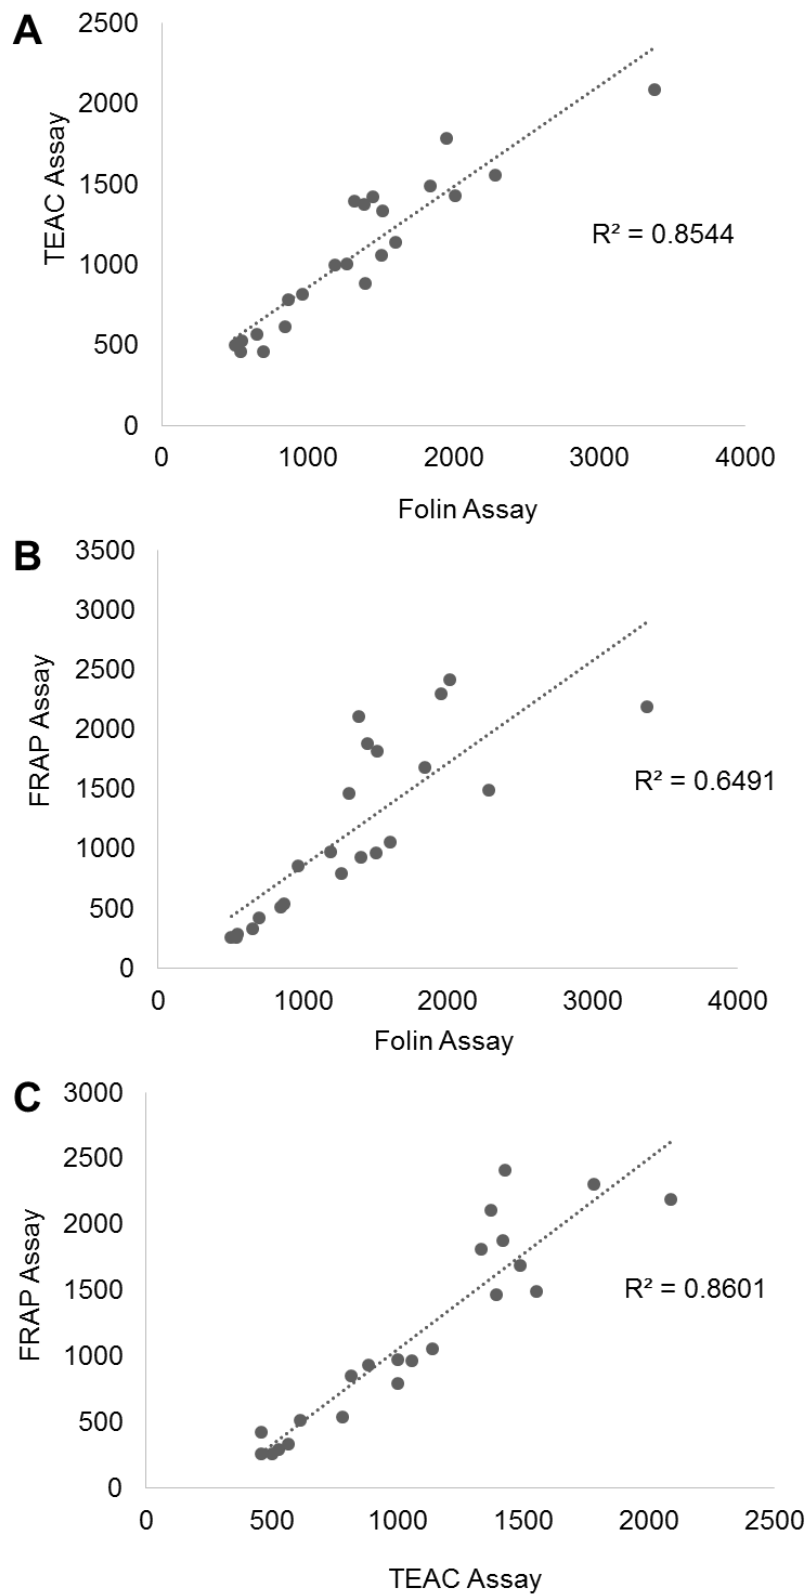 A
2500
2000
1500
1000
500
0
TEAC Assay
R² = 0.8544
0 1000 2000 3000 4000
Folin Assay
B
3500
3000
2500
2000
1500
1000
500
0
FRAP Assay
R² = 0.6491
0 1000 2000 3000 4000
Folin Assay
C
3000
2500
2000
1500
1000
500
0
FRAP Assay
R² = 0.8601
0 500 1000 1500 2000 2500
TEAC Assay